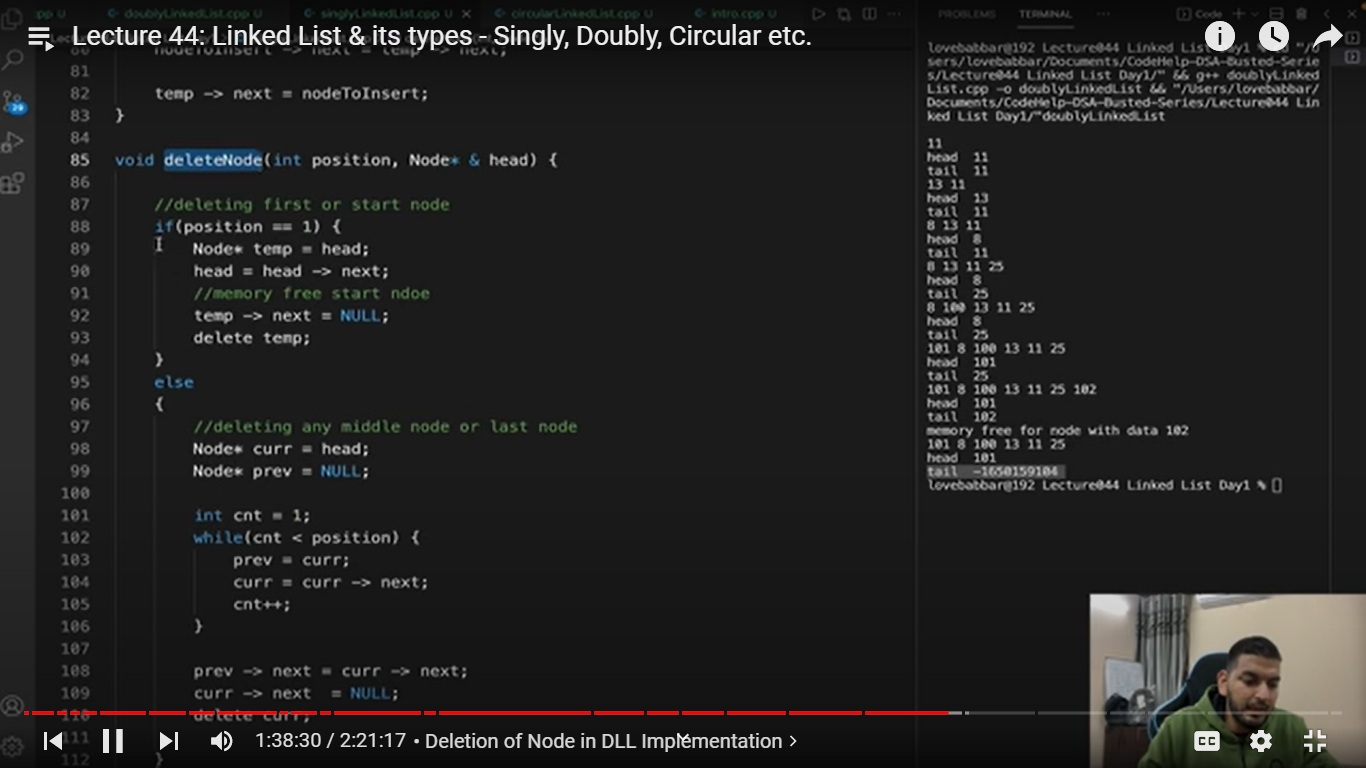 doublyLinkedList.cpp U
singlyLinkedList.cpp U
circularLinkedList.cpp U
intro.cpp U
PROBLEMS
TERMINAL
Code
Lecture 44: Linked List & its types - Singly, Doubly, Circular etc.
81
82 temp -> next = nodeToInsert;
83 }
84
85 void deleteNode(int position, Node* & head) {
86
87 //deleting first or start node
88 if(position == 1) {
89 Node* temp = head;
90 head = head -> next;
91 //memory free start ndoe
92 temp -> next = NULL;
93 delete temp;
94 }
95 else
96 {
97 //deleting any middle node or last node
98 Node* curr = head;
99 Node* prev = NULL;
100
101 int cnt = 1;
102 while(cnt < position) {
103 prev = curr;
104 curr = curr -> next;
105 cnt++;
106 }
107
108 prev -> next = curr -> next;
109 curr -> next = NULL;
110 delete curr;
111
112 }
lovebabbar@192 Lecture044 Linked List Day1 %
sers/lovebabbar/Documents/CodeHelp-DSA-Busted-Serie
s/Lecture044 Linked List Day1/" && g++ doublyLinked
List.cpp -o doublyLinkedList && "/Users/lovebabbar/
Documents/CodeHelp-DSA-Busted-Series/Lecture044 Lin
ked List Day1/"doublyLinkedList
11
head 11
tail 11
13 11
head 13
tail 11
8 13 11
head 8
tail 11
8 13 11 25
head 8
tail 25
8 100 13 11 25
head 8
tail 25
101 8 100 13 11 25
head 101
tail 25
101 8 100 13 11 25 102
head 101
tail 102
memory free for node with data 102
101 8 100 13 11 25
head 101
tail -1650159104
lovebabbar@192 Lecture044 Linked List Day1 %
1:38:30 / 2:21:17 • Deletion of Node in DLL Implementation
CC